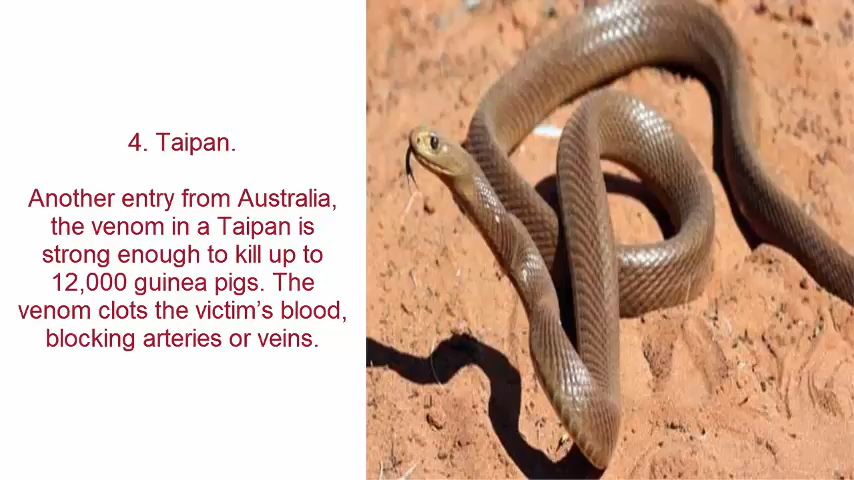 4. Taipan.
Another entry from Australia,
the venom in a Taipan is
strong enough to kill up to
12,000 guinea pigs. The
venom clots the victim’s blood,
blocking arteries or veins.